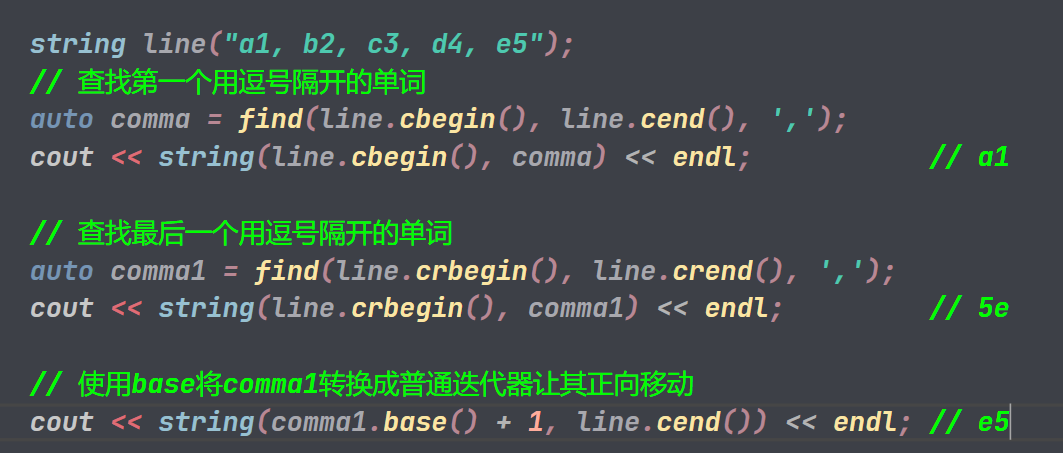 string line("a1, b2, c3, d4, e5");
// 查找第一个用逗号隔开的单词
auto comma = find(line.cbegin(), line.cend(), ',');
cout << string(line.cbegin(), comma) << endl; // a1
// 查找最后一个用逗号隔开的单词
auto comma1 = find(line.crbegin(), line.crend(), ',');
cout << string(line.crbegin(), comma1) << endl; // 5e
// 使用base将comma1转换成普通迭代器让其正向移动
cout << string(comma1.base() + 1, line.cend()) << endl; // e5